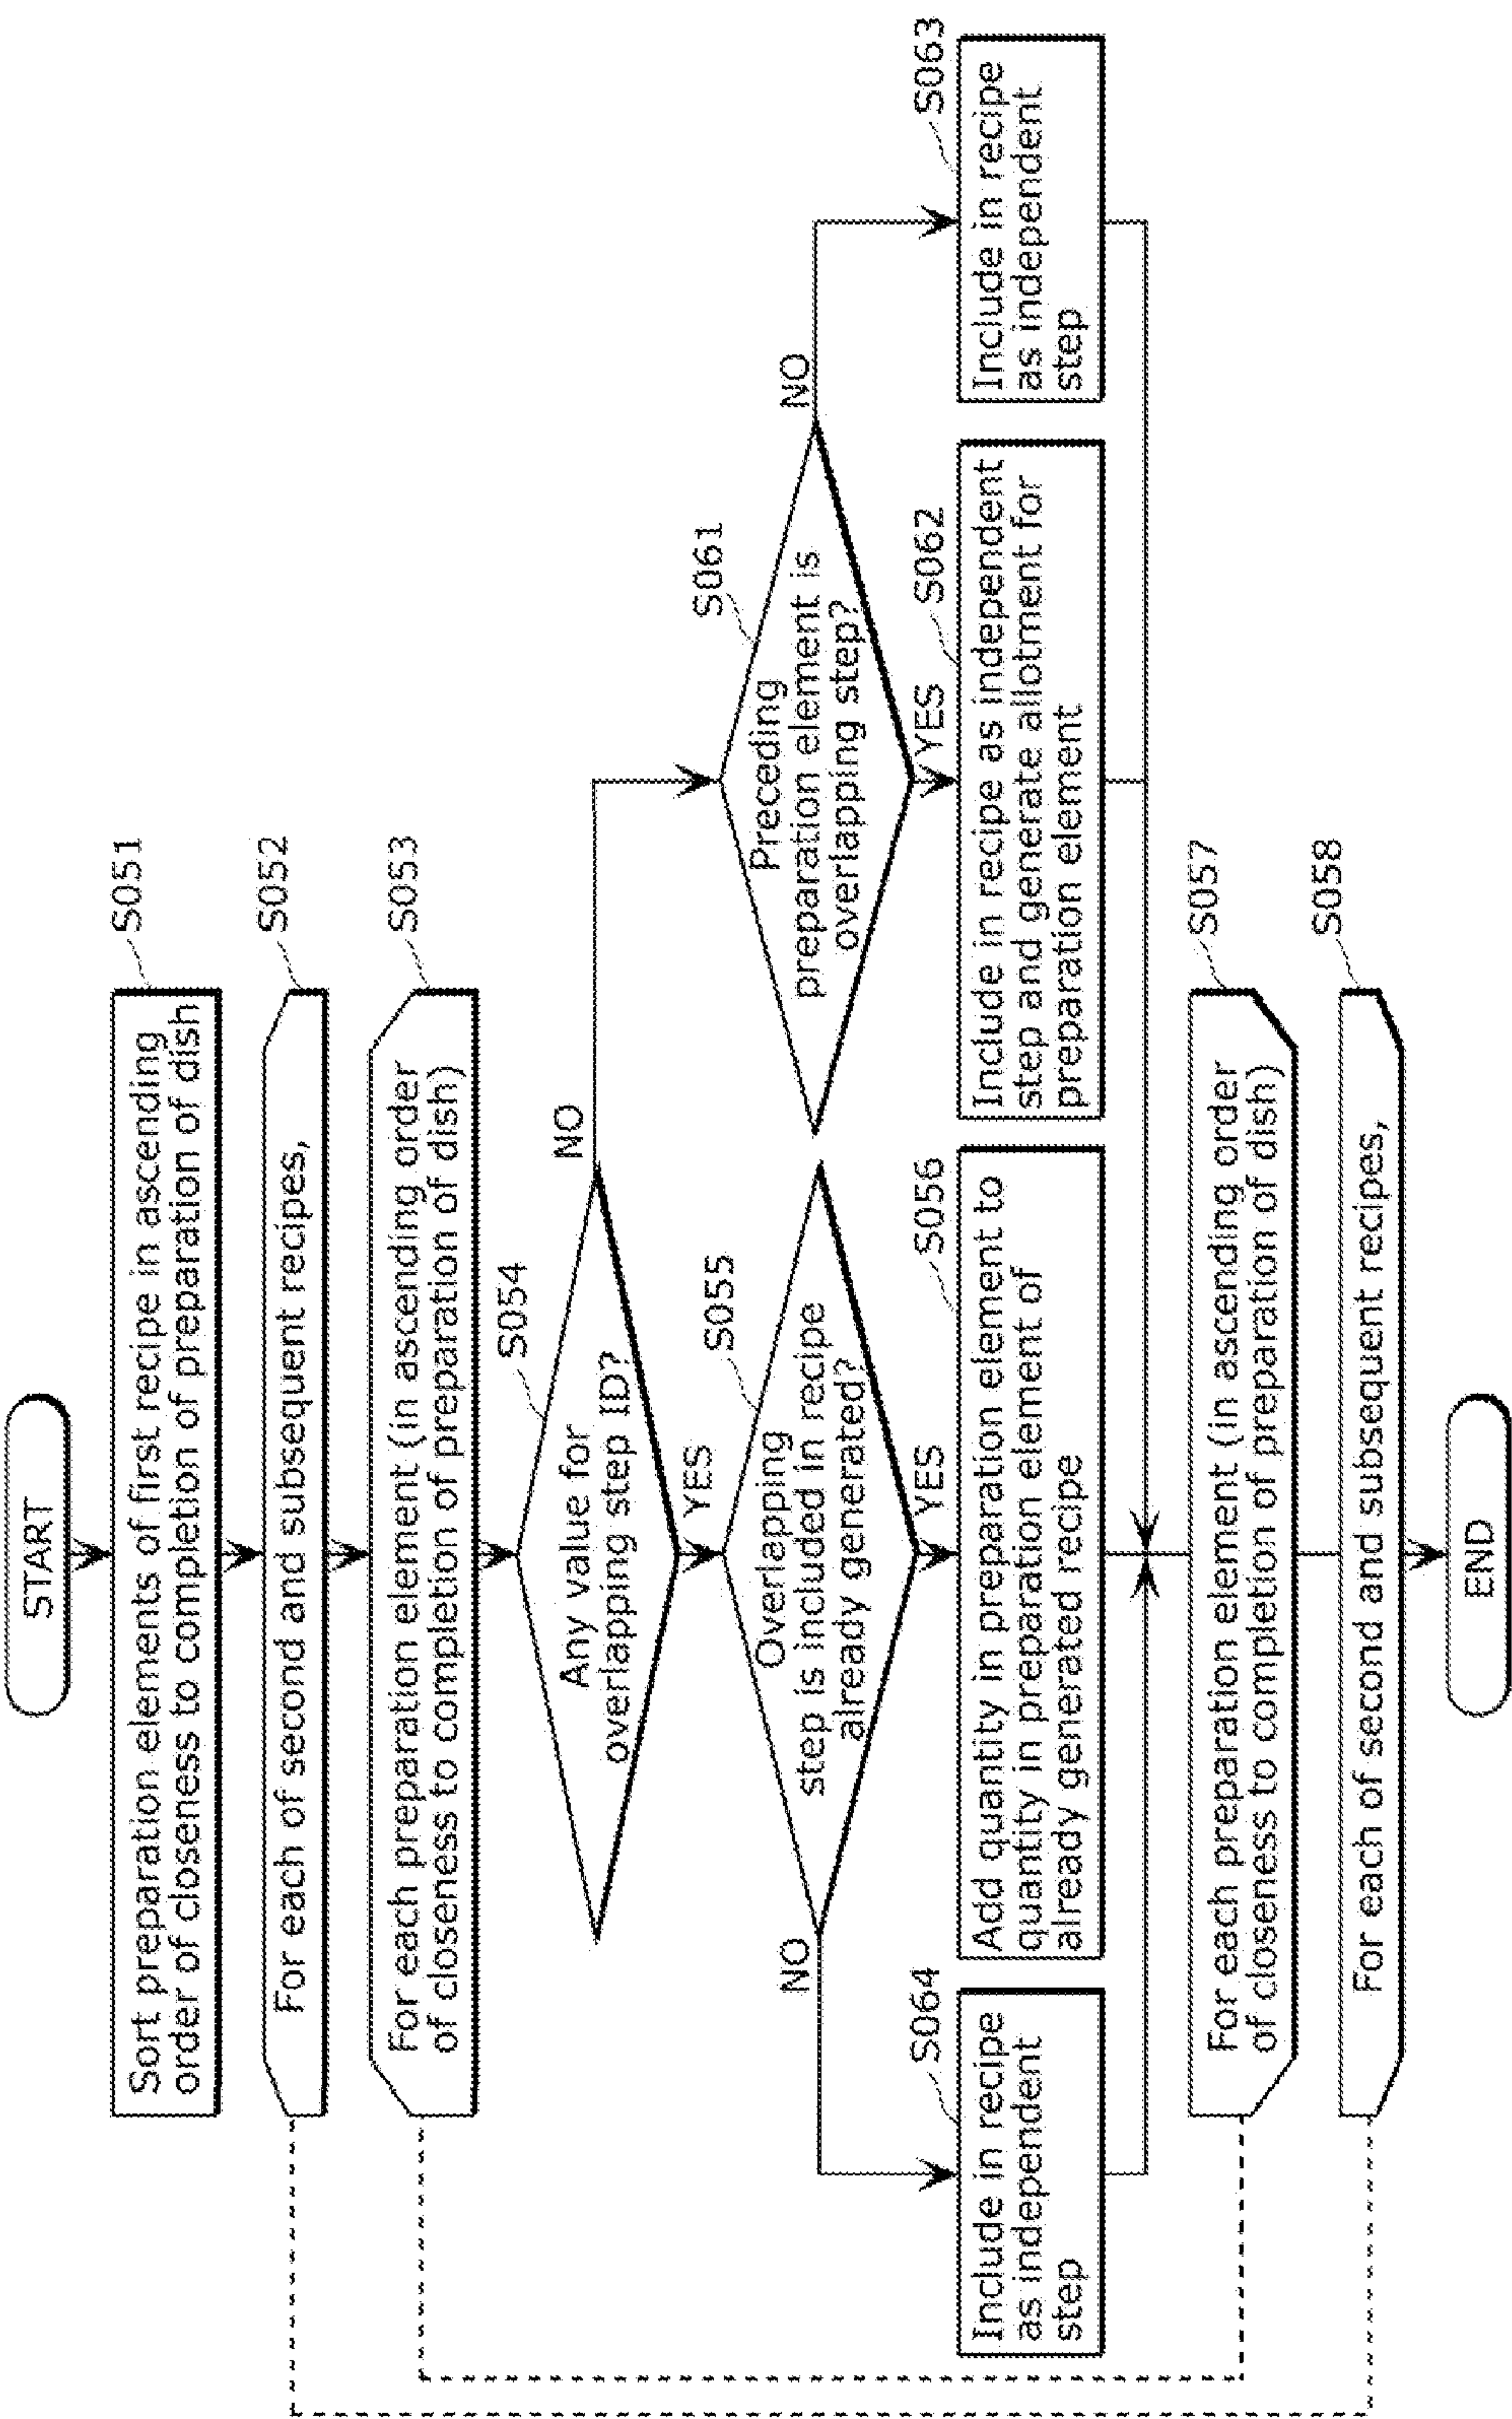 START
S051
Sort preparation elements of first recipe in ascending
order of closeness to completion of preparation of dish
S052
For each of second and subsequent recipes,
S053
For each preparation element (in ascending order
of closeness to completion of preparation of dish)
S054
Any value for
overlapping step ID?
NO
YES
S055
Overlapping
step is included in recipe
already generated?
NO
YES
S061
Preceding
preparation element is
overlapping step?
NO
YES
S064
Include in recipe
as independent
step
S056
Add quantity in preparation element to
quantity in preparation element of
already generated recipe
S062
Include in recipe as independent
step and generate allotment for
preparation element
S063
Include in recipe
as independent
step
S057
For each preparation element (in ascending order
of closeness to completion of preparation of dish)
S058
For each of second and subsequent recipes,
END